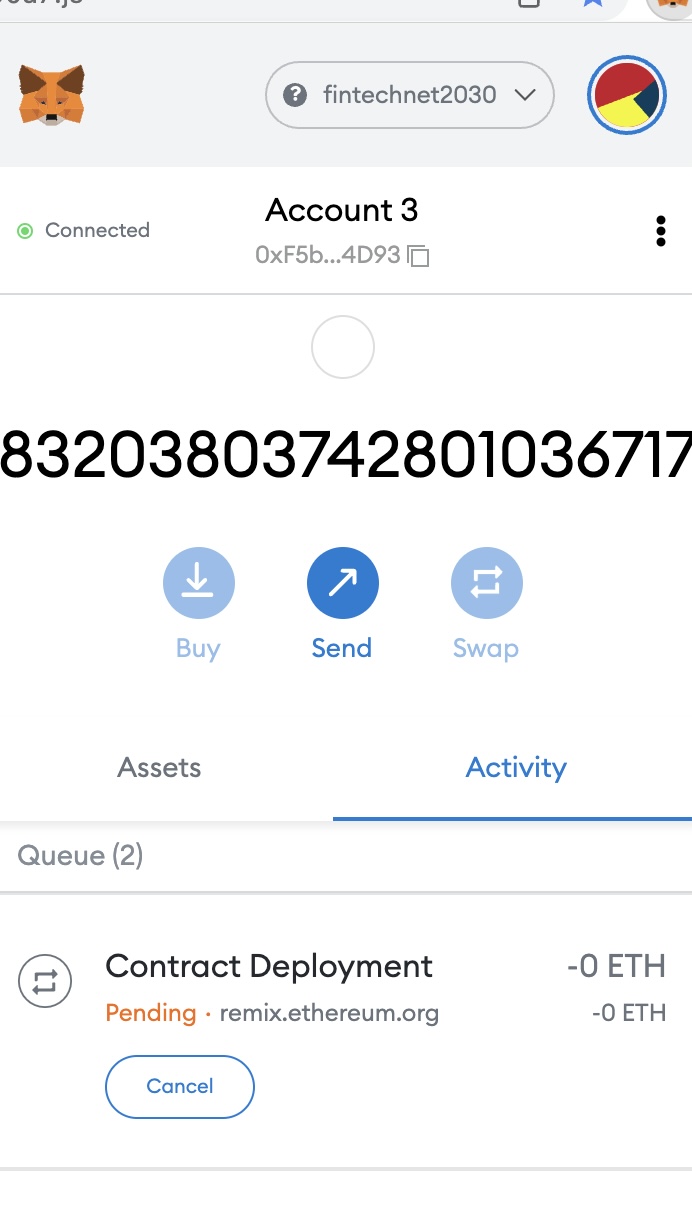 fintechnet2030
Account 3
Connected
0xF5b...4D93
83203803742801036717
Buy
Send
Swap
Assets
Activity
Queue (2)
Contract Deployment
-0 ETH
Pending · remix.ethereum.org
-0 ETH
Cancel